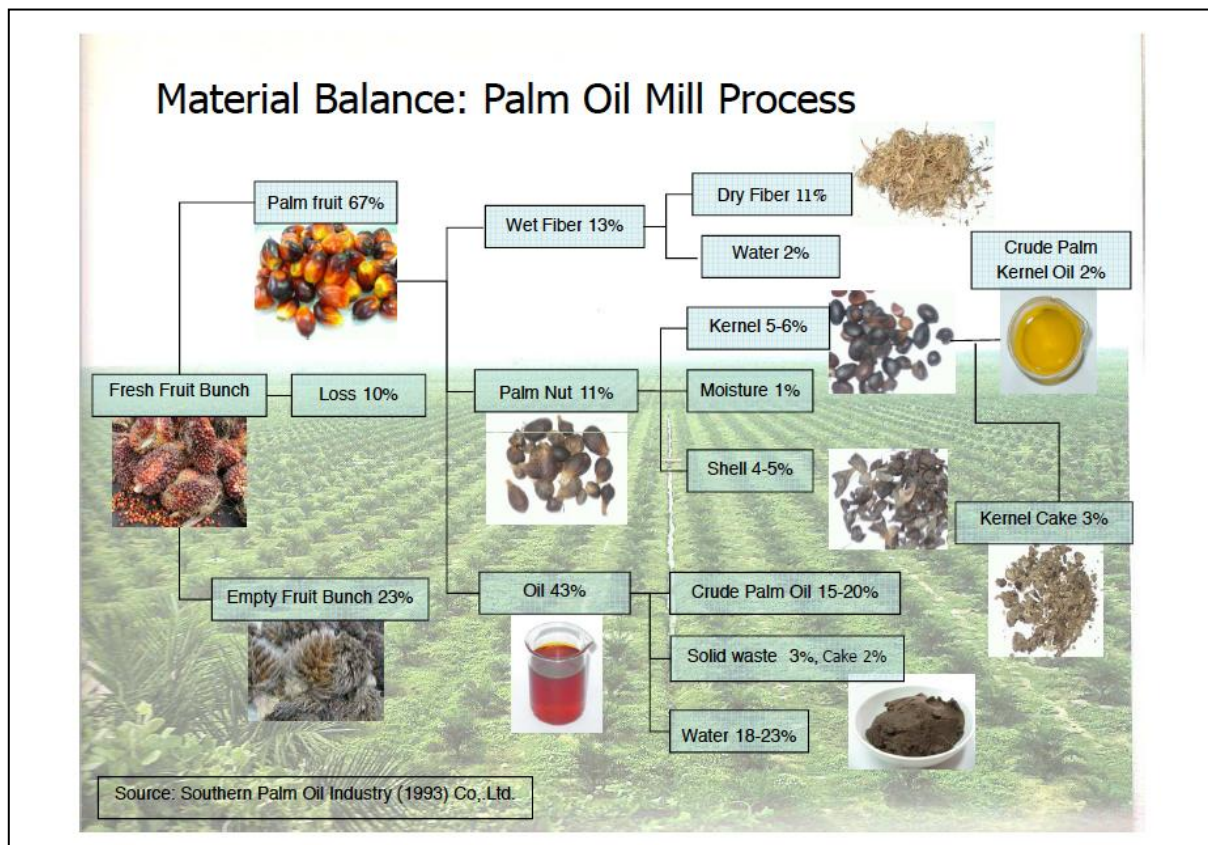 Material Balance: Palm Oil Mill Process
Palm fruit 67%
Wet Fiber 13%
Dry Fiber 11%
Water 2%
Crude Palm
Kernel Oil 2%
Kernel 5-6%
Fresh Fruit Bunch
Loss 10%
Palm Nut 11%
Moisture 1%
Shell 4-5%
Kernel Cake 3%
Empty Fruit Bunch 23%
Oil 43%
Crude Palm Oil 15-20%
Solid waste 3%, Cake 2%
Water 18-23%
Source: Southern Palm Oil Industry (1993) Co,.Ltd.